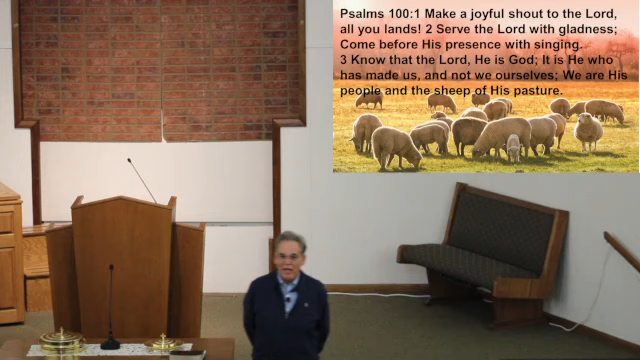 Psalms 100:1 Make a joyful shout to the Lord,
all you lands! 2 Serve the Lord with gladness;
Come before His presence with singing.
3 Know that the Lord, He is God; It is He who
has made us, and not we ourselves; We are His
people and the sheep of His pasture.